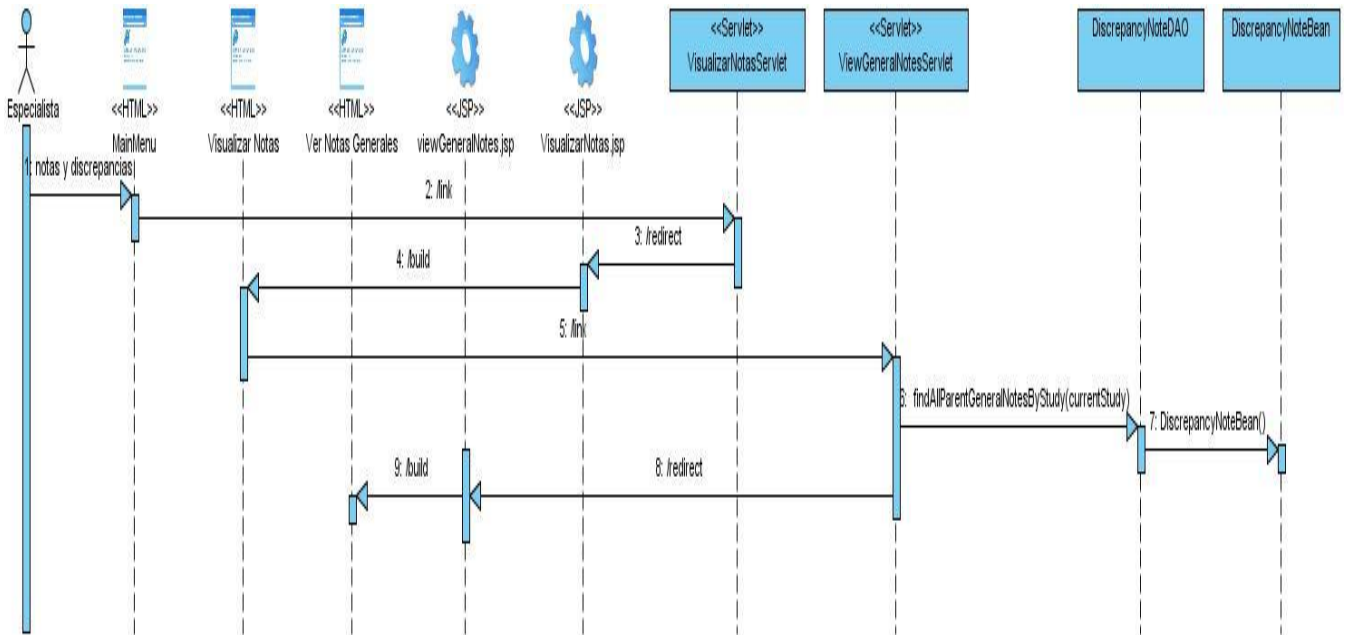 <<Servlet>>
VisualizarNotasServlet
<<Servlet>>
ViewGeneralNotesServlet
DiscrepancyNoteDAO
DiscrepancyNoteBean
Especialista
<<HTML>>
MainMenu
<<HTML>>
Visualizar Notas
<<HTML>>
Ver Notas Generales
<<JSP>>
viewGeneralNotes.jsp
<<JSP>>
VisualizarNotas.jsp
1: notas y discrepancias
2: /link
3: /redirect
4: /build
5: /link
6: findAllParentGeneralNotesByStudy(currentStudy)
7: DiscrepancyNoteBean()
8: /redirect
9: /build